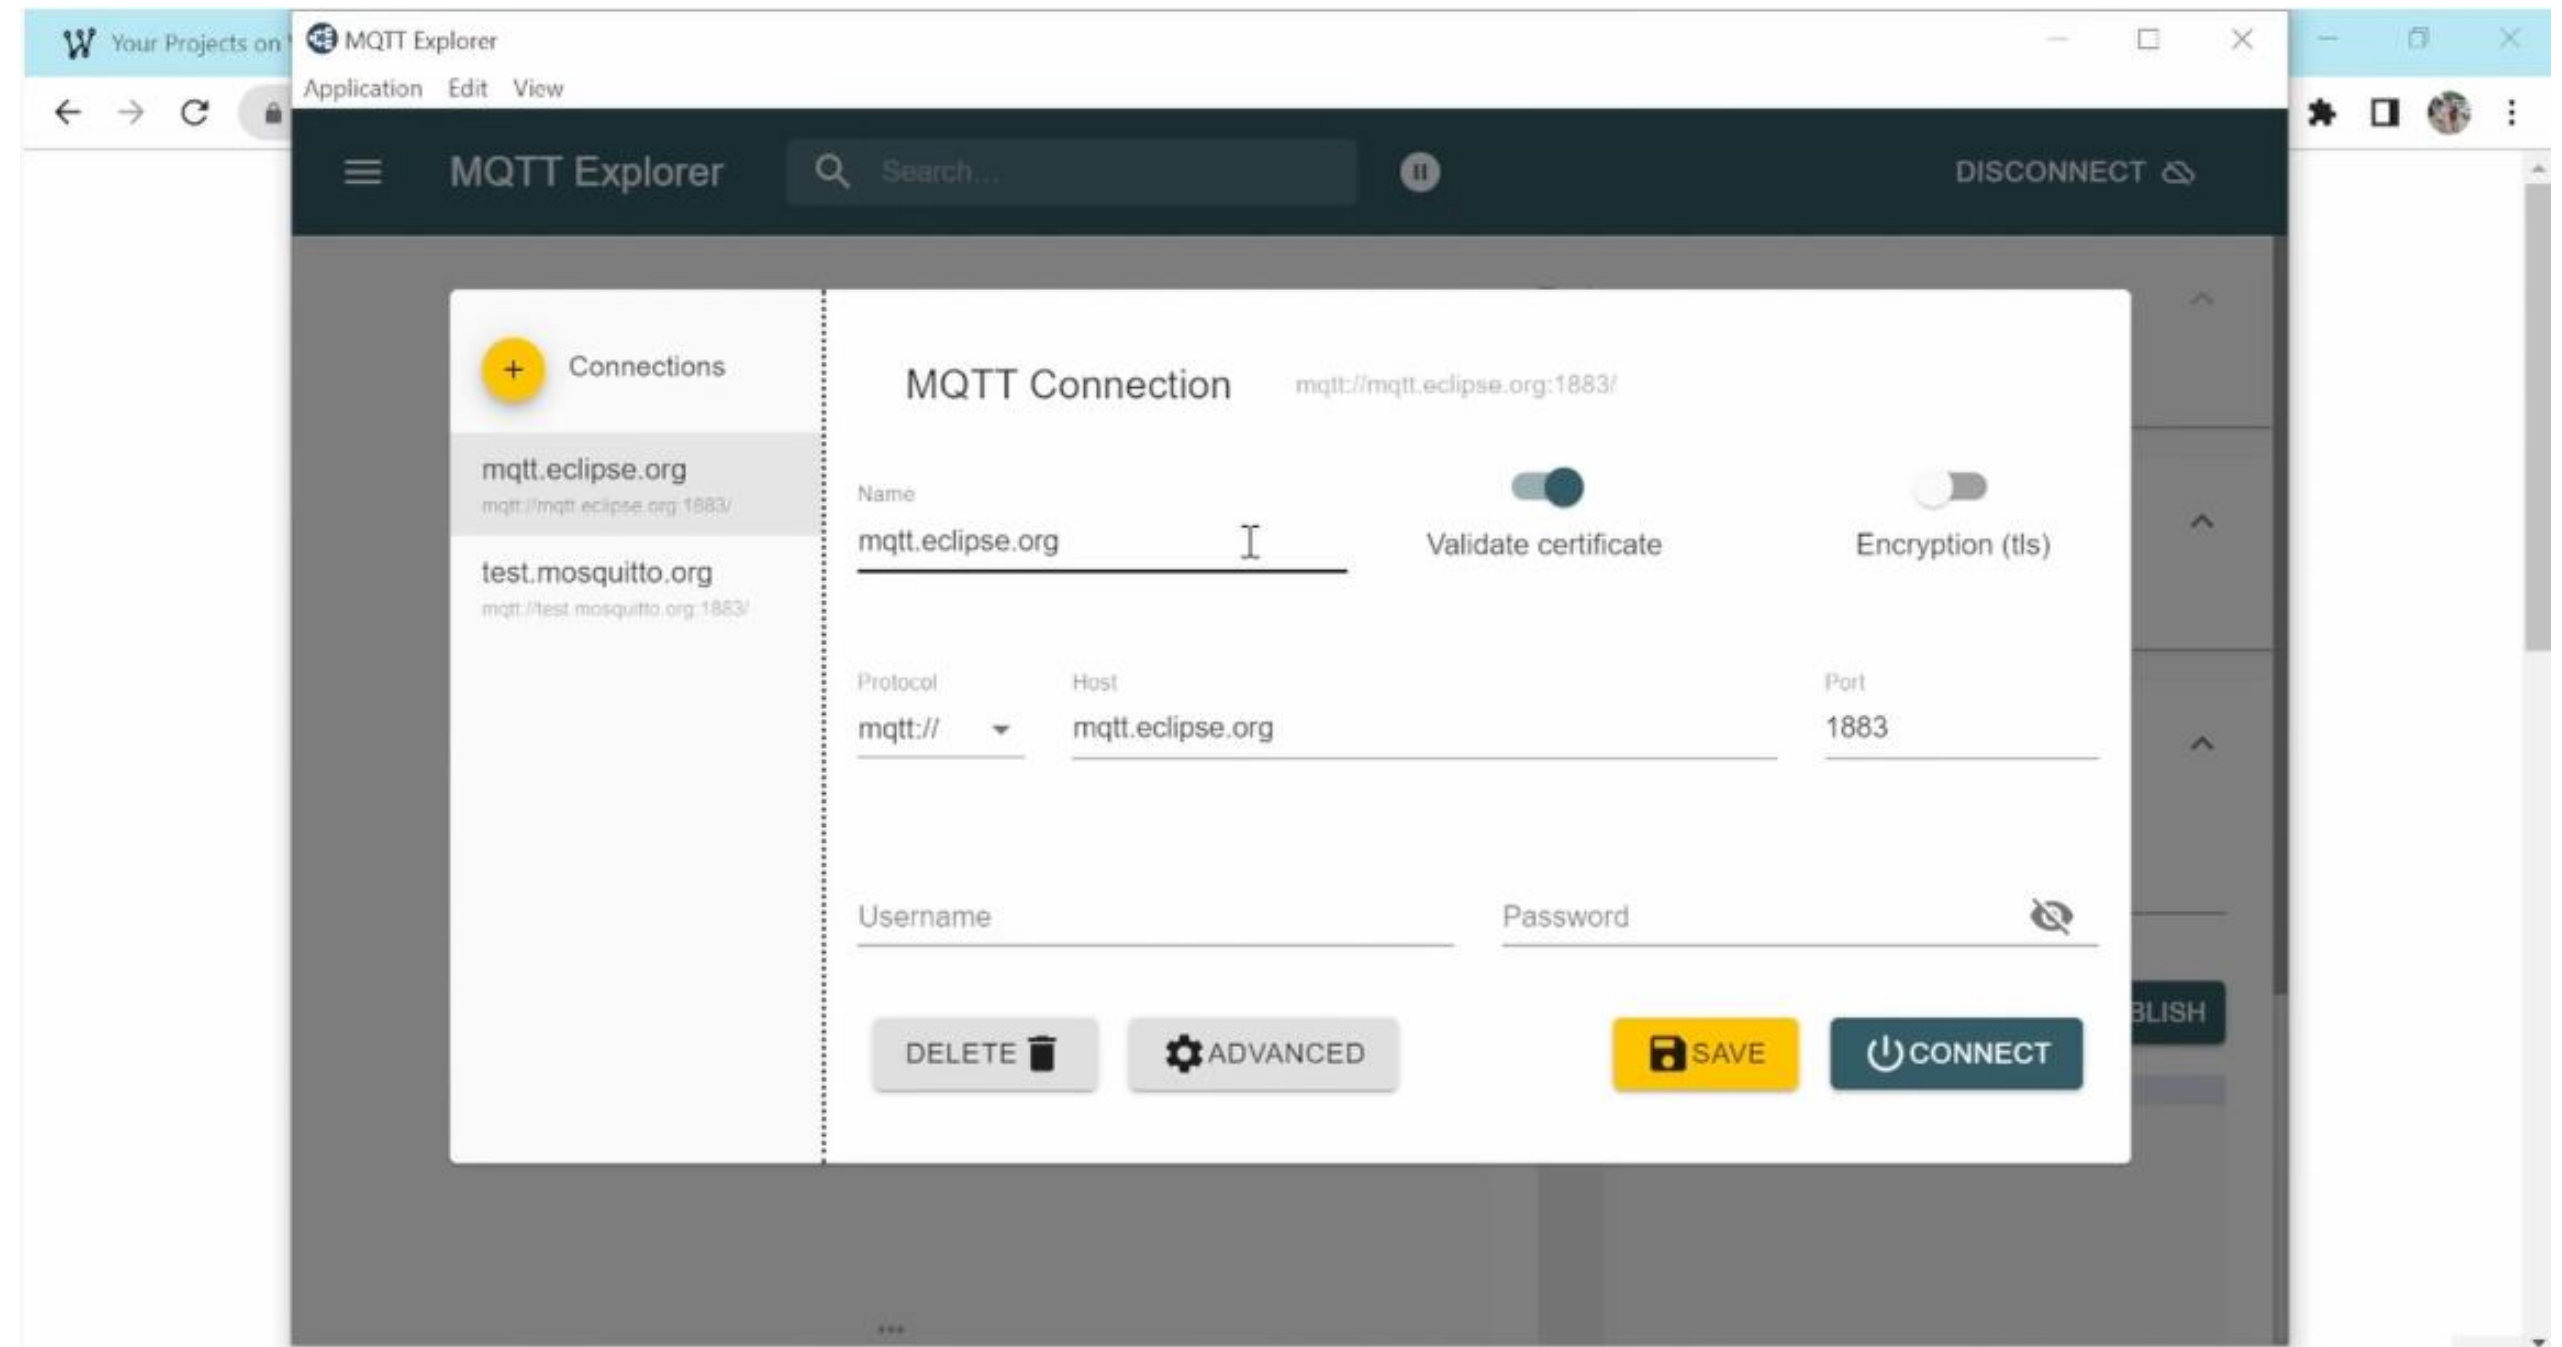 Your Projects on
MQTT Explorer
Application Edit View
MQTT Explorer
Search...
DISCONNECT
Connections
mqtt.eclipse.org
mqtt://mqtt.eclipse.org:1883/
test.mosquitto.org
mqtt://test.mosquitto.org:1883/
MQTT Connection mqtt://mqtt.eclipse.org:1883/
Name
mqtt.eclipse.org
Validate certificate
Encryption (tls)
Protocol Host Port
mqtt:// mqtt.eclipse.org 1883
Username Password
DELETE ADVANCED SAVE CONNECT
BLISH